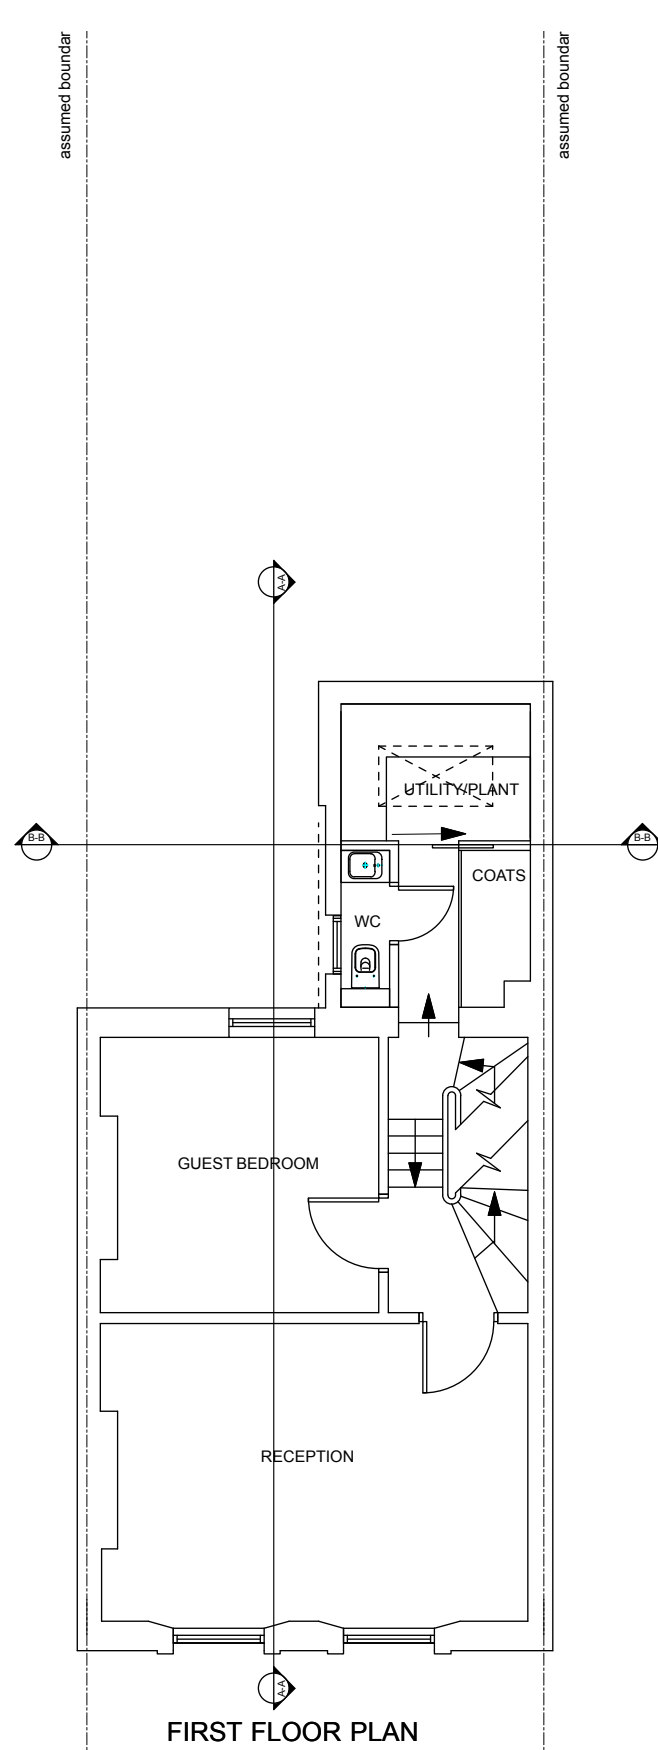 assumed boundar
assumed boundar
A-A
UTILITY/PLANT
B-B
B-B
COATS
WC
GUEST BEDROOM
RECEPTION
A-A
FIRST FLOOR PLAN